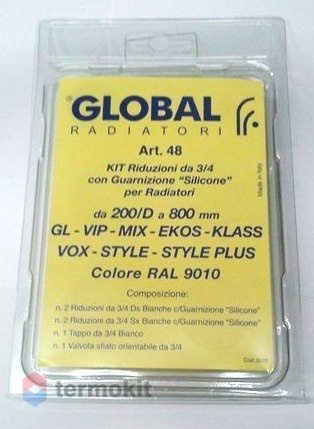 GLOBAL
RADIATORI
Art. 48
KIT Riduzioni da 3/4
con Guarnizione "Silicone"
per Radiatori
Made in Italy
da 200/D a 800 mm
GL - VIP - MIX - EKOS - KLASS
VOX - STYLE - STYLE PLUS
Colore RAL 9010
Composizione:
n. 2 Riduzioni da 3/4 Ds Bianche c/Guarnizione "Silicone"
n. 2 Riduzioni da 3/4 Sx Bianche c/Guarnizione "Silicone"
n. 1 Tappo da 3/4 Bianco
n. 1 Valvola sfiato orientabile da 3/4
termokit